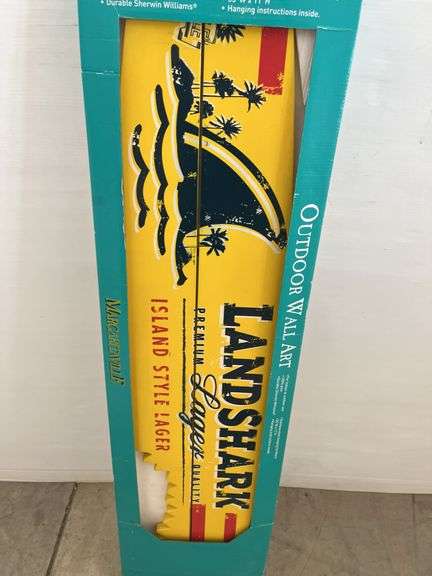 • Durable Sherwin Williams®
• Hanging instructions inside.
OUTDOOR WALL ART
MARGARITAVILLE
LANDSHARK
PREMIUM Lager QUALITY
ISLAND STYLE LAGER